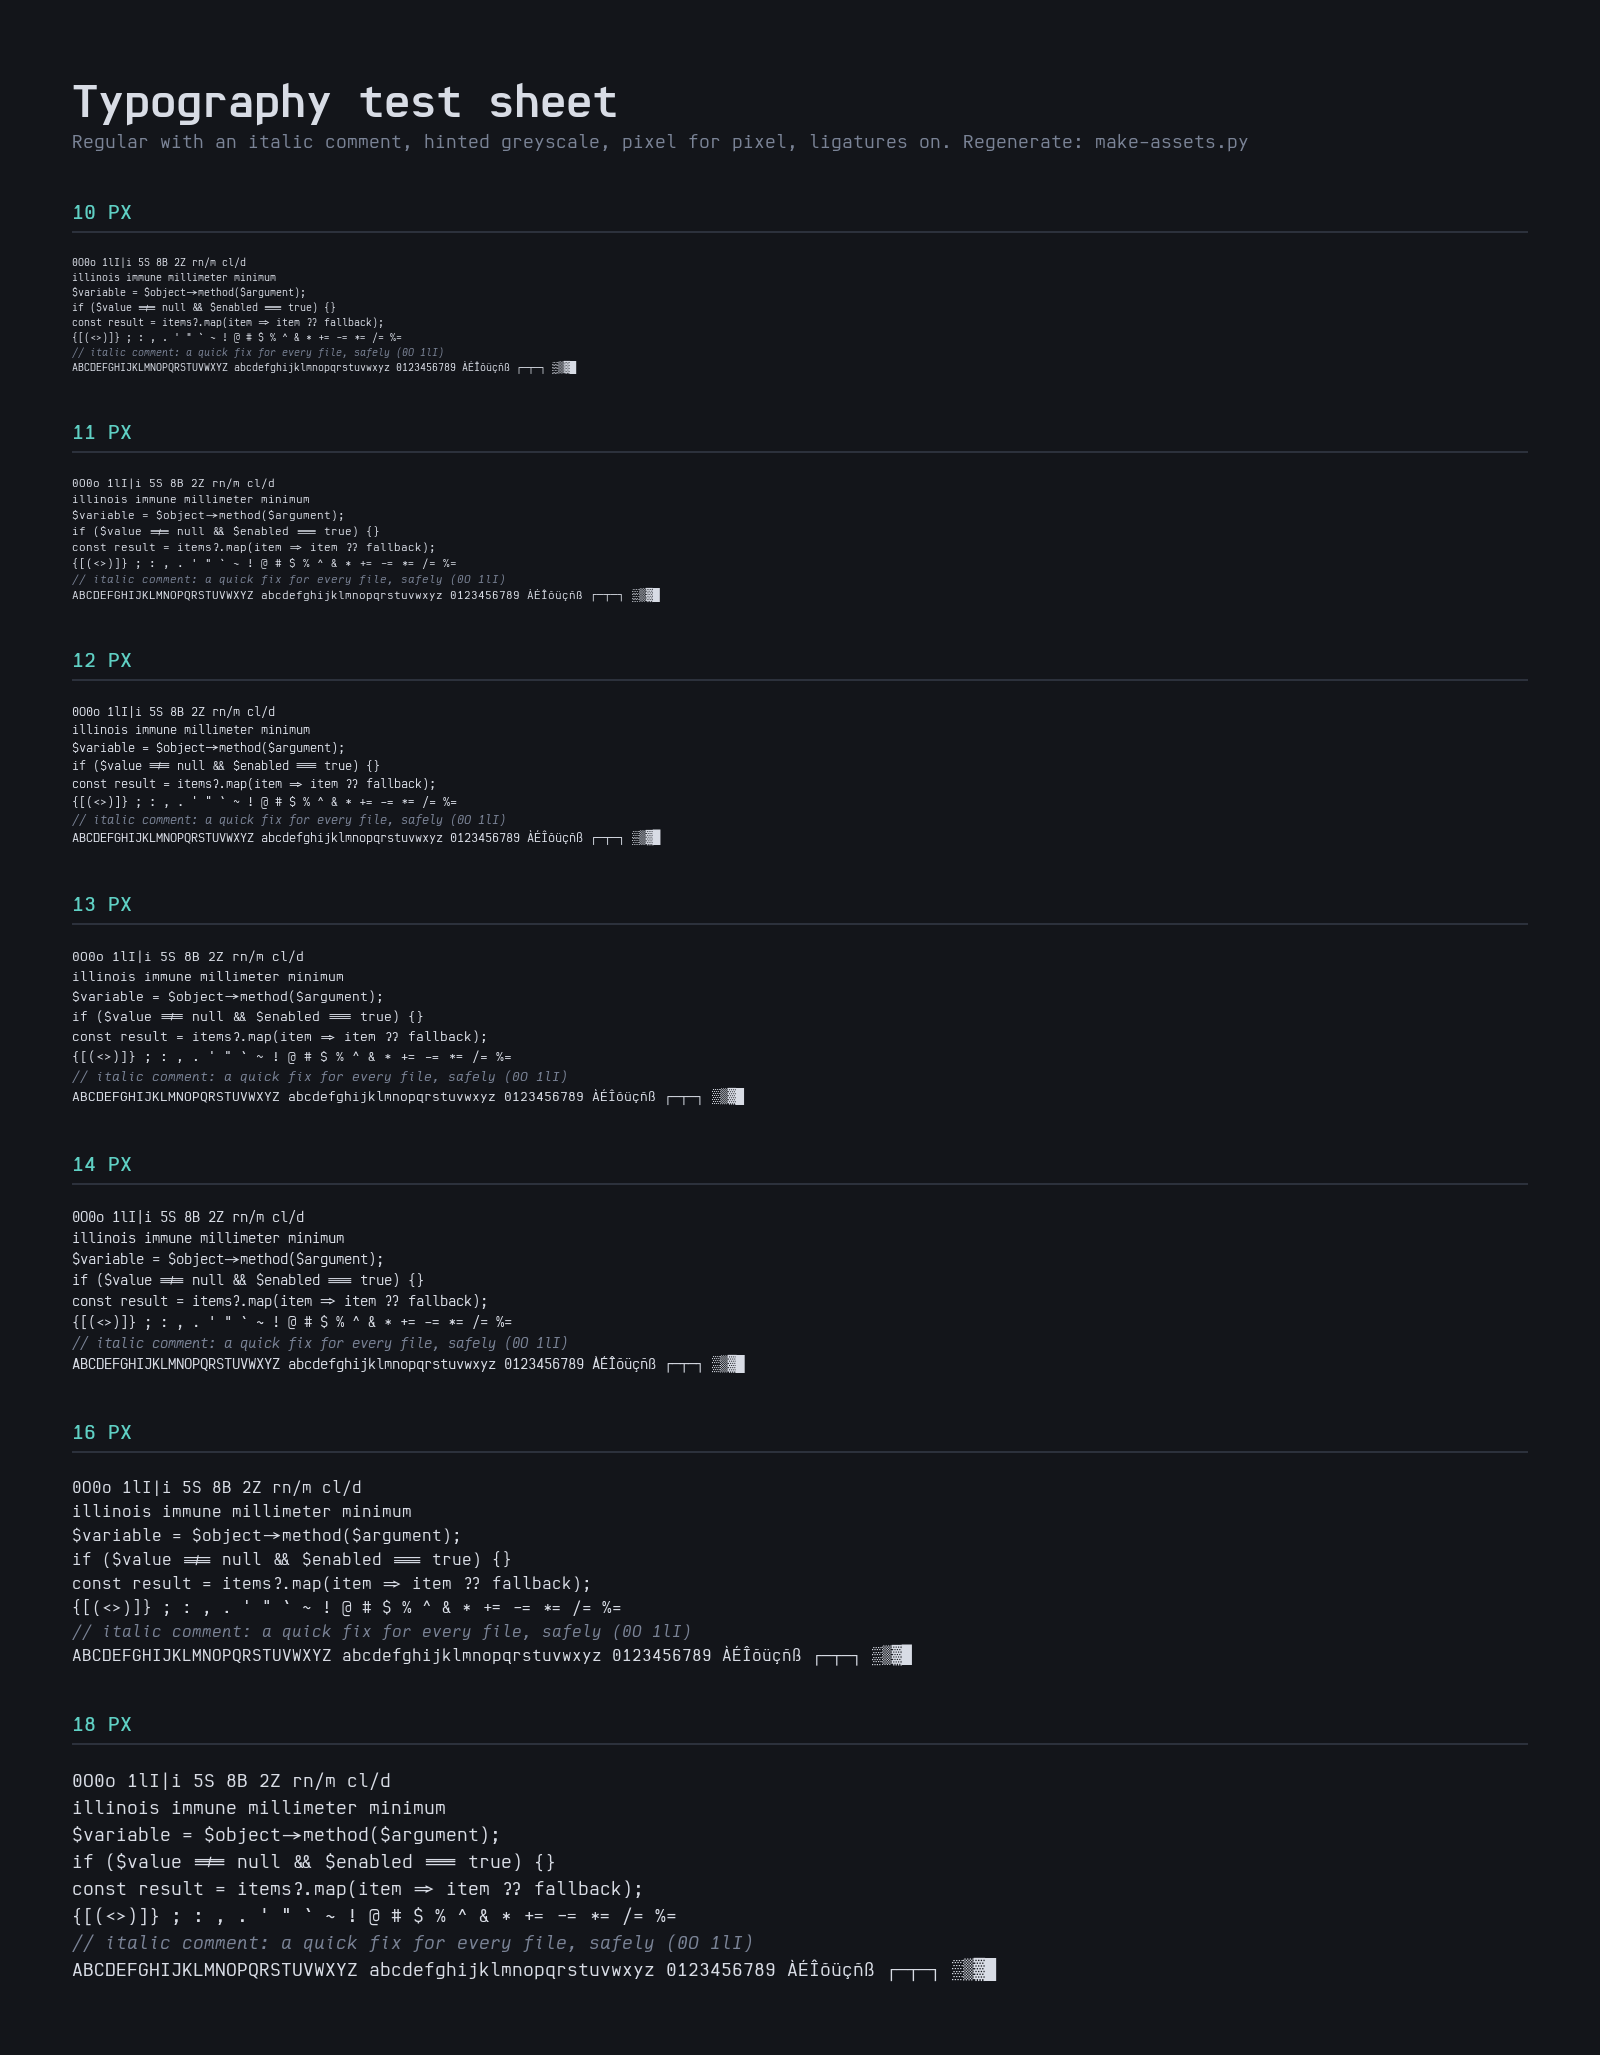 Typography test sheet
Regular with an italic comment, hinted greyscale, pixel for pixel, ligatures on. Regenerate: make-assets.py
10 PX
0O0o 1lI|i 5S 8B 2Z rn/m cl/d
illinois immune millimeter minimum
$variable = $object->method($argument);
if ($value !== null && $enabled === true) {}
const result = items?.map(item => item ?? fallback);
{[(<>)]} ; : , . ' " ` ~ ! @ # $ % ^ & * += -= *= /= %=
// italic comment: a quick fix for every file, safely (0O 1lI)
ABCDEFGHIJKLMNOPQRSTUVWXYZ abcdefghijklmnopqrstuvwxyz 0123456789 ÀÉÎõüçñß ┌─┬─┐ ░▒▓█
11 PX
0O0o 1lI|i 5S 8B 2Z rn/m cl/d
illinois immune millimeter minimum
$variable = $object->method($argument);
if ($value !== null && $enabled === true) {}
const result = items?.map(item => item ?? fallback);
{[(<>)]} ; : , . ' " ` ~ ! @ # $ % ^ & * += -= *= /= %=
// italic comment: a quick fix for every file, safely (0O 1lI)
ABCDEFGHIJKLMNOPQRSTUVWXYZ abcdefghijklmnopqrstuvwxyz 0123456789 ÀÉÎõüçñß ┌─┬─┐ ░▒▓█
12 PX
0O0o 1lI|i 5S 8B 2Z rn/m cl/d
illinois immune millimeter minimum
$variable = $object->method($argument);
if ($value !== null && $enabled === true) {}
const result = items?.map(item => item ?? fallback);
{[(<>)]} ; : , . ' " ` ~ ! @ # $ % ^ & * += -= *= /= %=
// italic comment: a quick fix for every file, safely (0O 1lI)
ABCDEFGHIJKLMNOPQRSTUVWXYZ abcdefghijklmnopqrstuvwxyz 0123456789 ÀÉÎõüçñß ┌─┬─┐ ░▒▓█
13 PX
0O0o 1lI|i 5S 8B 2Z rn/m cl/d
illinois immune millimeter minimum
$variable = $object->method($argument);
if ($value !== null && $enabled === true) {}
const result = items?.map(item => item ?? fallback);
{[(<>)]} ; : , . ' " ` ~ ! @ # $ % ^ & * += -= *= /= %=
// italic comment: a quick fix for every file, safely (0O 1lI)
ABCDEFGHIJKLMNOPQRSTUVWXYZ abcdefghijklmnopqrstuvwxyz 0123456789 ÀÉÎõüçñß ┌─┬─┐ ░▒▓█
14 PX
0O0o 1lI|i 5S 8B 2Z rn/m cl/d
illinois immune millimeter minimum
$variable = $object->method($argument);
if ($value !== null && $enabled === true) {}
const result = items?.map(item => item ?? fallback);
{[(<>)]} ; : , . ' " ` ~ ! @ # $ % ^ & * += -= *= /= %=
// italic comment: a quick fix for every file, safely (0O 1lI)
ABCDEFGHIJKLMNOPQRSTUVWXYZ abcdefghijklmnopqrstuvwxyz 0123456789 ÀÉÎõüçñß ┌─┬─┐ ░▒▓█
16 PX
0O0o 1lI|i 5S 8B 2Z rn/m cl/d
illinois immune millimeter minimum
$variable = $object->method($argument);
if ($value !== null && $enabled === true) {}
const result = items?.map(item => item ?? fallback);
{[(<>)]} ; : , . ' " ` ~ ! @ # $ % ^ & * += -= *= /= %=
// italic comment: a quick fix for every file, safely (0O 1lI)
ABCDEFGHIJKLMNOPQRSTUVWXYZ abcdefghijklmnopqrstuvwxyz 0123456789 ÀÉÎõüçñß ┌─┬─┐ ░▒▓█
18 PX
0O0o 1lI|i 5S 8B 2Z rn/m cl/d
illinois immune millimeter minimum
$variable = $object->method($argument);
if ($value !== null && $enabled === true) {}
const result = items?.map(item => item ?? fallback);
{[(<>)]} ; : , . ' " ` ~ ! @ # $ % ^ & * += -= *= /= %=
// italic comment: a quick fix for every file, safely (0O 1lI)
ABCDEFGHIJKLMNOPQRSTUVWXYZ abcdefghijklmnopqrstuvwxyz 0123456789 ÀÉÎõüçñß ┌─┬─┐ ░▒▓█